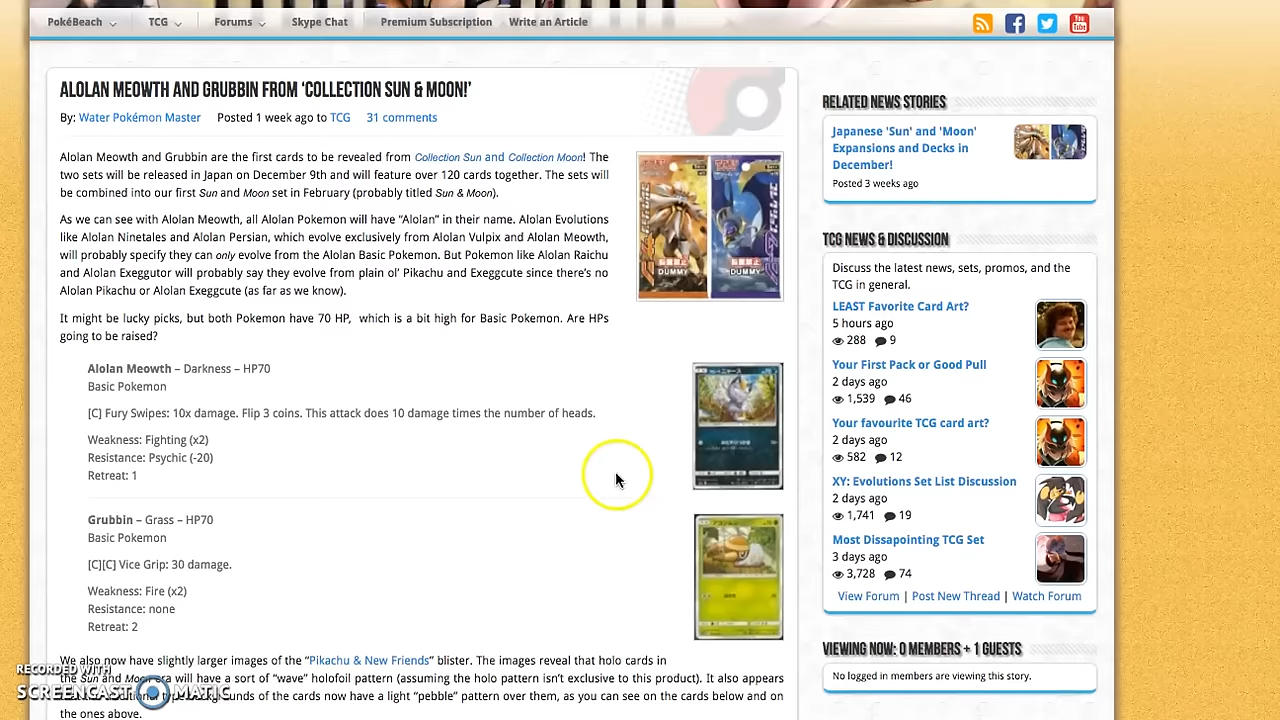 PokéBeach TCG Forums Skype Chat Premium Subscription Write an Article
You Tube
ALOLAN MEOWTH AND GRUBBIN FROM ‘COLLECTION SUN & MOON!’
By: Water Pokémon Master Posted 1 week ago to TCG 31 comments
Alolan Meowth and Grubbin are the first cards to be revealed from Collection Sun and Collection Moon! The
two sets will be released in Japan on December 9th and will feature over 120 cards together. The sets will
be combined into our first Sun and Moon set in February (probably titled Sun & Moon).
As we can see with Alolan Meowth, all Alolan Pokemon will have “Alolan” in their name. Alolan Evolutions
like Alolan Ninetales and Alolan Persian, which evolve exclusively from Alolan Vulpix and Alolan Meowth,
will probably specify they can only evolve from the Alolan Basic Pokemon. But Pokemon like Alolan Raichu
and Alolan Exeggutor will probably say they evolve from plain ol’ Pikachu and Exeggcute since there’s no
Alolan Pikachu or Alolan Exeggcute (as far as we know).
DUMMY DUMMY
It might be lucky picks, but both Pokemon have 70 HP, which is a bit high for Basic Pokemon. Are HPs
going to be raised?
Alolan Meowth – Darkness – HP70
Basic Pokemon
[C] Fury Swipes: 10x damage. Flip 3 coins. This attack does 10 damage times the number of heads.
Weakness: Fighting (x2)
Resistance: Psychic (-20)
Retreat: 1
Grubbin – Grass – HP70
Basic Pokemon
[C][C] Vice Grip: 30 damage.
Weakness: Fire (x2)
Resistance: none
Retreat: 2
We also now have slightly larger images of the “Pikachu & New Friends” blister. The images reveal that holo cards in
the Sun and Moon era will have a sort of “wave” holofoil pattern (assuming the holo pattern isn’t exclusive to this product). It also appears
of the cards now have a light “pebble” pattern over them, as you can see on the cards below and on
the ones above.
RELATED NEWS STORIES
Japanese 'Sun' and 'Moon'
Expansions and Decks in
December!
Posted 3 weeks ago
TCG NEWS & DISCUSSION
Discuss the latest news, sets, promos, and the
TCG in general.
LEAST Favorite Card Art?
5 hours ago
288 9
Your First Pack or Good Pull
2 days ago
1,539 46
Your favourite TCG card art?
2 days ago
582 12
XY: Evolutions Set List Discussion
2 days ago
1,741 19
Most Dissapointing TCG Set
3 days ago
3,728 74
View Forum | Post New Thread | Watch Forum
VIEWING NOW: 0 MEMBERS + 1 GUESTS
No logged in members are viewing this story.
RECORDED WITH
SCREENCAST MATIC